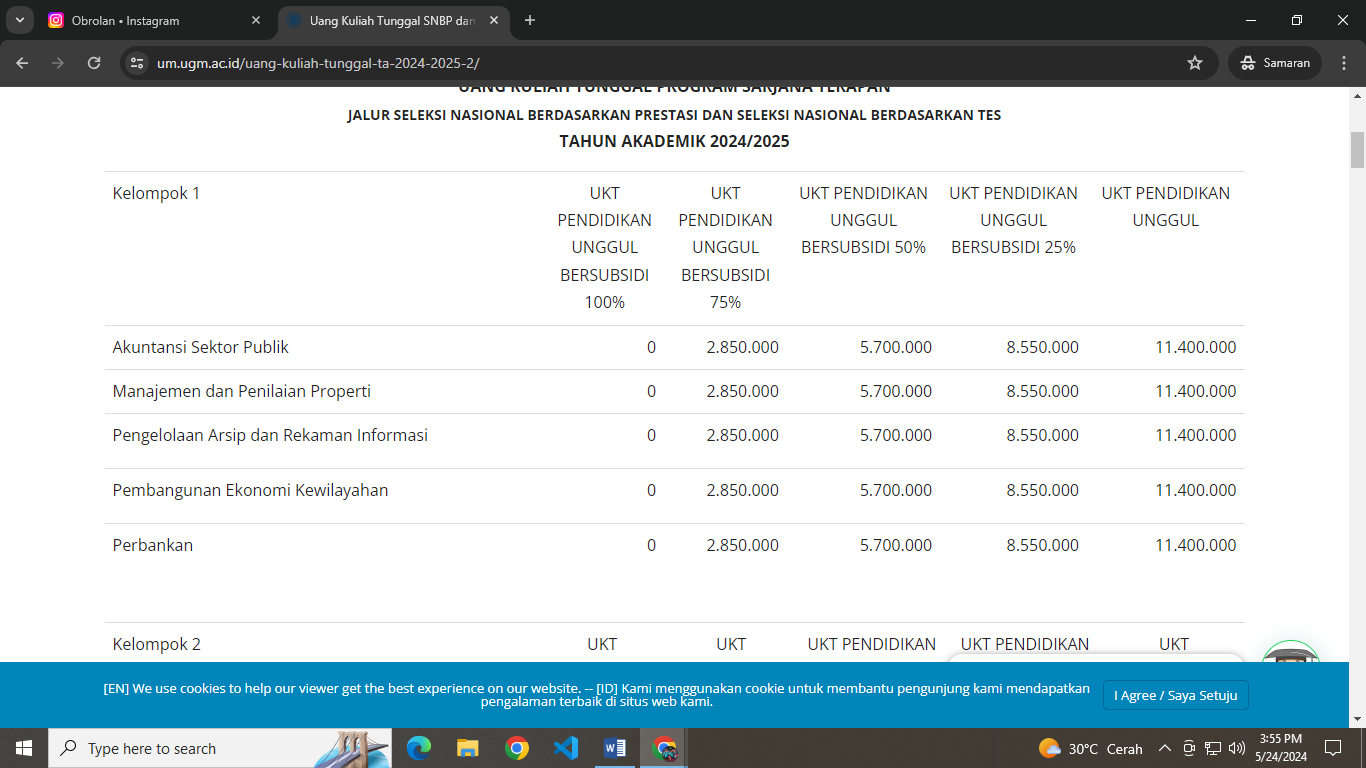 Obrolan • Instagram
Uang Kuliah Tunggal SNBP dan
um.ugm.ac.id/uang-kuliah-tunggal-ta-2024-2025-2/
Samaran
UANG KULIAH TUNGGAL PROGRAM SARJANA TERAPAN
JALUR SELEKSI NASIONAL BERDASARKAN PRESTASI DAN SELEKSI NASIONAL BERDASARKAN TES
TAHUN AKADEMIK 2024/2025
Kelompok 1 UKT UKT UKT PENDIDIKAN UKT PENDIDIKAN UKT PENDIDIKAN
PENDIDIKAN PENDIDIKAN UNGGUL UNGGUL UNGGUL
UNGGUL UNGGUL BERSUBSIDI 50% BERSUBSIDI 25%
BERSUBSIDI BERSUBSIDI
100% 75%
Akuntansi Sektor Publik 0 2.850.000 5.700.000 8.550.000 11.400.000
Manajemen dan Penilaian Properti 0 2.850.000 5.700.000 8.550.000 11.400.000
Pengelolaan Arsip dan Rekaman Informasi 0 2.850.000 5.700.000 8.550.000 11.400.000
Pembangunan Ekonomi Kewilayahan 0 2.850.000 5.700.000 8.550.000 11.400.000
Perbankan 0 2.850.000 5.700.000 8.550.000 11.400.000
Kelompok 2 UKT UKT UKT PENDIDIKAN UKT PENDIDIKAN UKT
[EN] We use cookies to help our viewer get the best experience on our website. -- [ID] Kami menggunakan cookie untuk membantu pengunjung kami mendapatkan
pengalaman terbaik di situs web kami.
I Agree / Saya Setuju
Type here to search
30°C Cerah
3:55 PM
5/24/2024